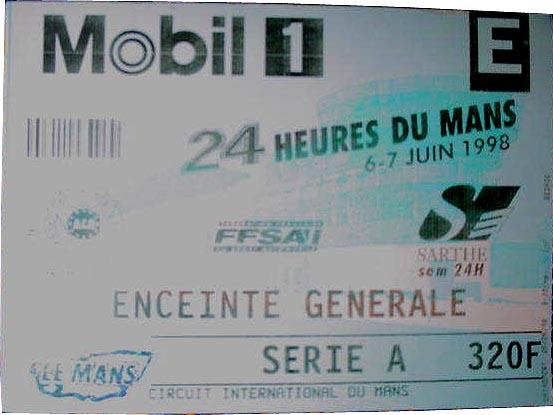 Mobil 1 E
24 HEURES DU MANS
6-7 JUIN 1998
FFSA
SARTHE
sem 24H
ENCEINTE GENERALE
LE MANS
SERIE A 320F
CIRCUIT INTERNATIONAL DU MANS